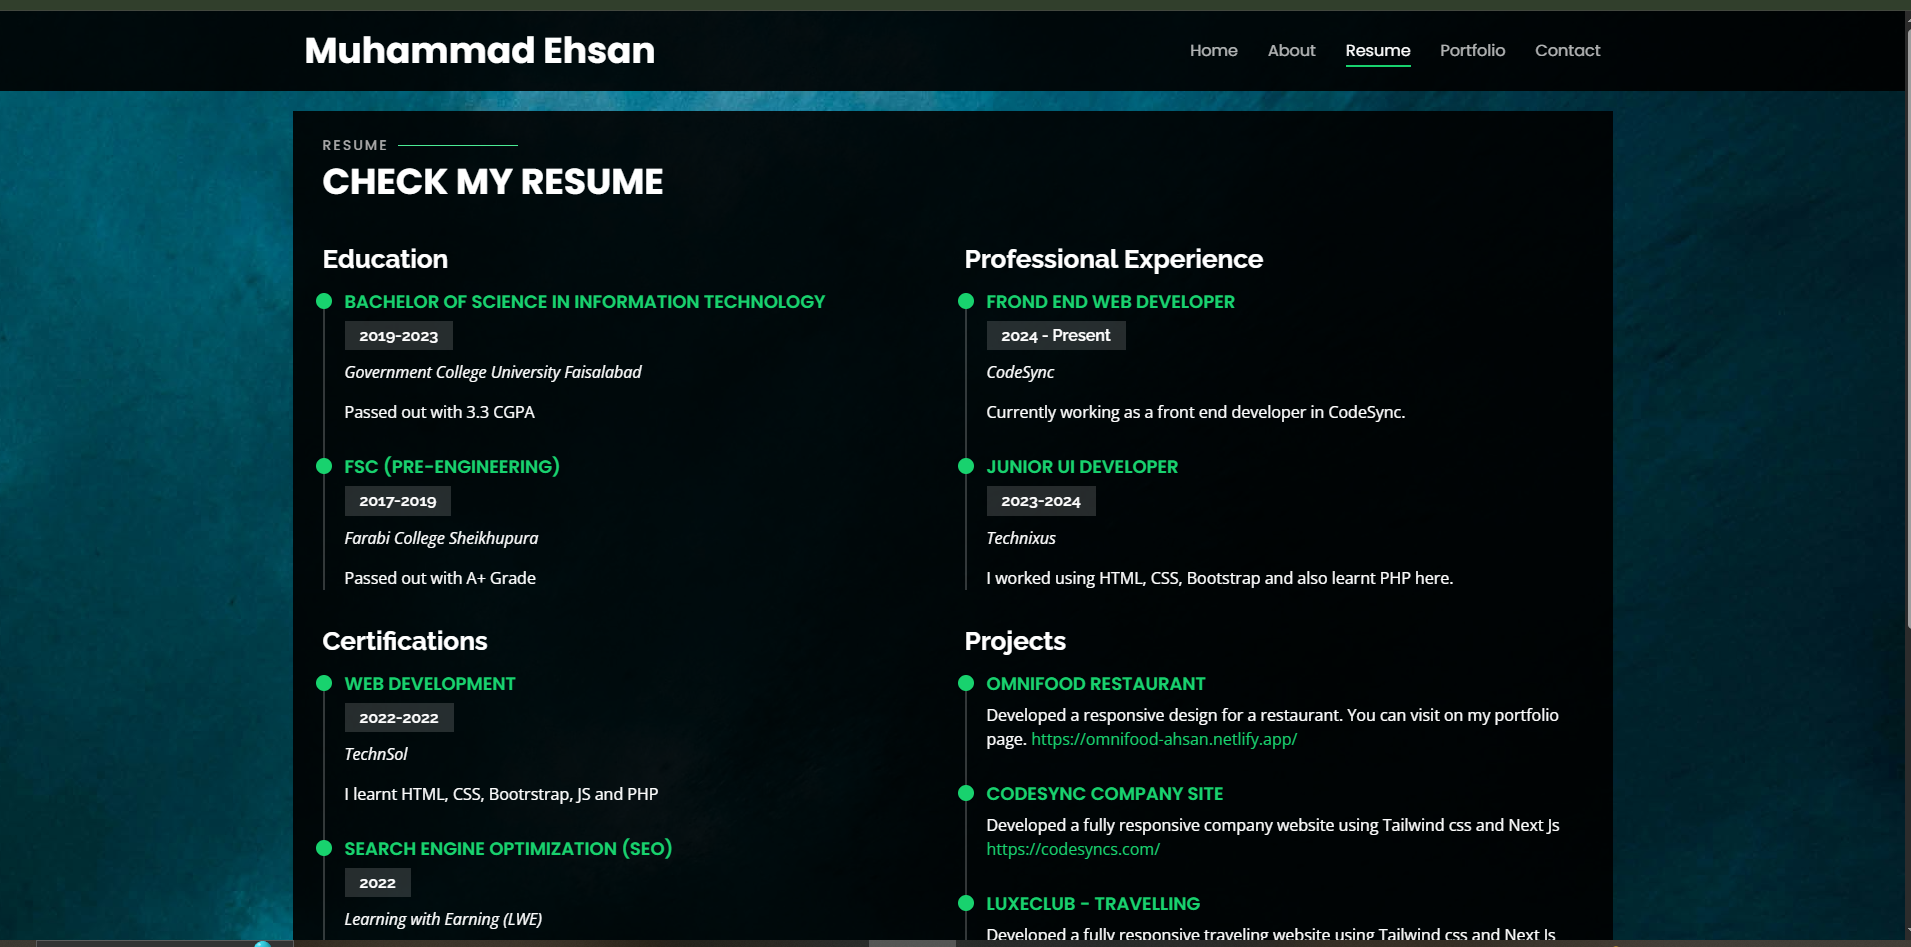 Muhammad Ehsan
Home About Resume Portfolio Contact
RESUME
CHECK MY RESUME
Education
BACHELOR OF SCIENCE IN INFORMATION TECHNOLOGY
2019-2023
Government College University Faisalabad
Passed out with 3.3 CGPA
FSC (PRE-ENGINEERING)
2017-2019
Farabi College Sheikhupura
Passed out with A+ Grade
Professional Experience
FROND END WEB DEVELOPER
2024 - Present
CodeSync
Currently working as a front end developer in CodeSync.
JUNIOR UI DEVELOPER
2023-2024
Technixus
I worked using HTML, CSS, Bootstrap and also learnt PHP here.
Certifications
WEB DEVELOPMENT
2022-2022
TechnSol
I learnt HTML, CSS, Bootrstrap, JS and PHP
SEARCH ENGINE OPTIMIZATION (SEO)
2022
Learning with Earning (LWE)
Projects
OMNIFOOD RESTAURANT
Developed a responsive design for a restaurant. You can visit on my portfolio
page. https://omnifood-ahsan.netlify.app/
CODESYNC COMPANY SITE
Developed a fully responsive company website using Tailwind css and Next Js
https://codesyncs.com/
LUXECLUB - TRAVELLING
Developed a fully responsive traveling website using Tailwind css and Next Js